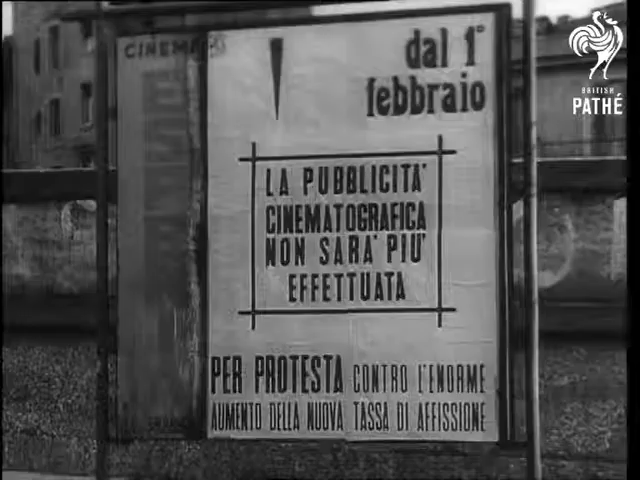 CINEMA
dal 1°
febbraio
LA PUBBLICITA'
CINEMATOGRAFICA
NON SARA' PIU'
EFFETTUATA
PER PROTESTA CONTRO L'ENORME
AUMENTO DELLA NUOVA TASSA DI AFFISSIONE
BRITISH
PATHÉ